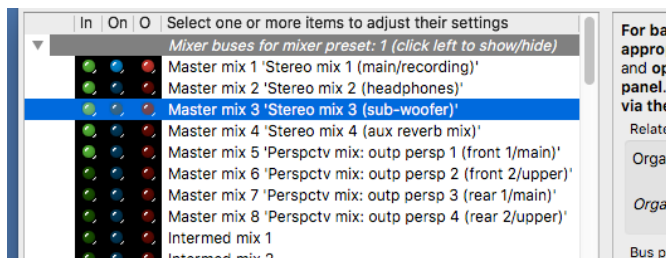 In On O Select one or more items to adjust their settings
Mixer buses for mixer preset: 1 (click left to show/hide)
Master mix 1 'Stereo mix 1 (main/recording)'
Master mix 2 'Stereo mix 2 (headphones)'
Master mix 3 'Stereo mix 3 (sub-woofer)'
Master mix 4 'Stereo mix 4 (aux reverb mix)'
Master mix 5 'Perspctv mix: outp persp 1 (front 1/main)'
Master mix 6 'Perspctv mix: outp persp 2 (front 2/upper)'
Master mix 7 'Perspctv mix: outp persp 3 (rear 1/main)'
Master mix 8 'Perspctv mix: outp persp 4 (rear 2/upper)'
Intermed mix 1
Intermed mix 2
For ba
appro
and op
panel.
via the
Relate
Orga
Orga
Bus p